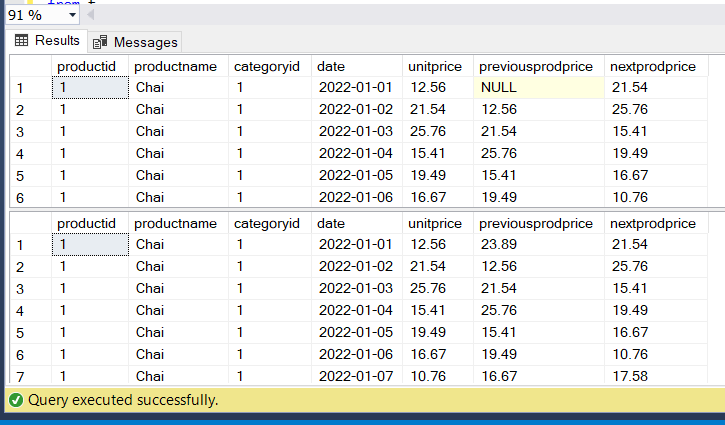 91 %
Results Messages
productid productname categoryid date unitprice previousprodprice nextprodprice
1 1 Chai 1 2022-01-01 12.56 NULL 21.54
2 1 Chai 1 2022-01-02 21.54 12.56 25.76
3 1 Chai 1 2022-01-03 25.76 21.54 15.41
4 1 Chai 1 2022-01-04 15.41 25.76 19.49
5 1 Chai 1 2022-01-05 19.49 15.41 16.67
6 1 Chai 1 2022-01-06 16.67 19.49 10.76
productid productname categoryid date unitprice previousprodprice nextprodprice
1 1 Chai 1 2022-01-01 12.56 23.89 21.54
2 1 Chai 1 2022-01-02 21.54 12.56 25.76
3 1 Chai 1 2022-01-03 25.76 21.54 15.41
4 1 Chai 1 2022-01-04 15.41 25.76 19.49
5 1 Chai 1 2022-01-05 19.49 15.41 16.67
6 1 Chai 1 2022-01-06 16.67 19.49 10.76
7 1 Chai 1 2022-01-07 10.76 16.67 17.58
Query executed successfully.